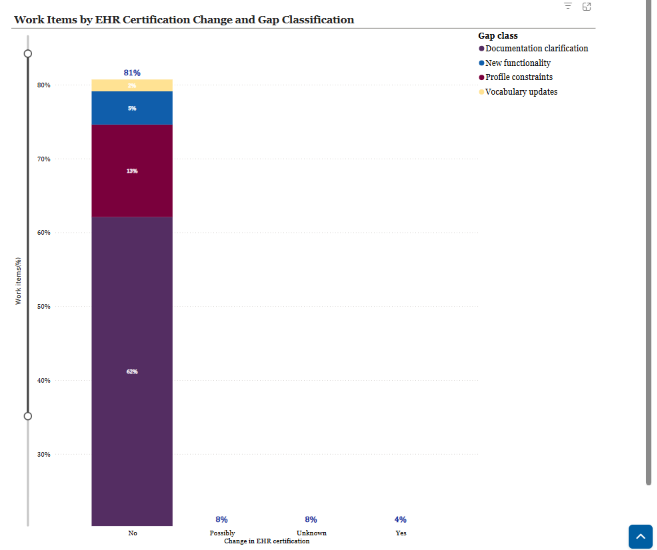 Work Items by EHR Certification Change and Gap Classification
Gap class
Documentation clarification
New functionality
Profile constraints
Vocabulary updates
81%
80%
5%
70%
13%
60%
Work items(%)
50%
62%
40%
30%
8%
8%
4%
No
Possibly
Unknown
Yes
Change in EHR certification